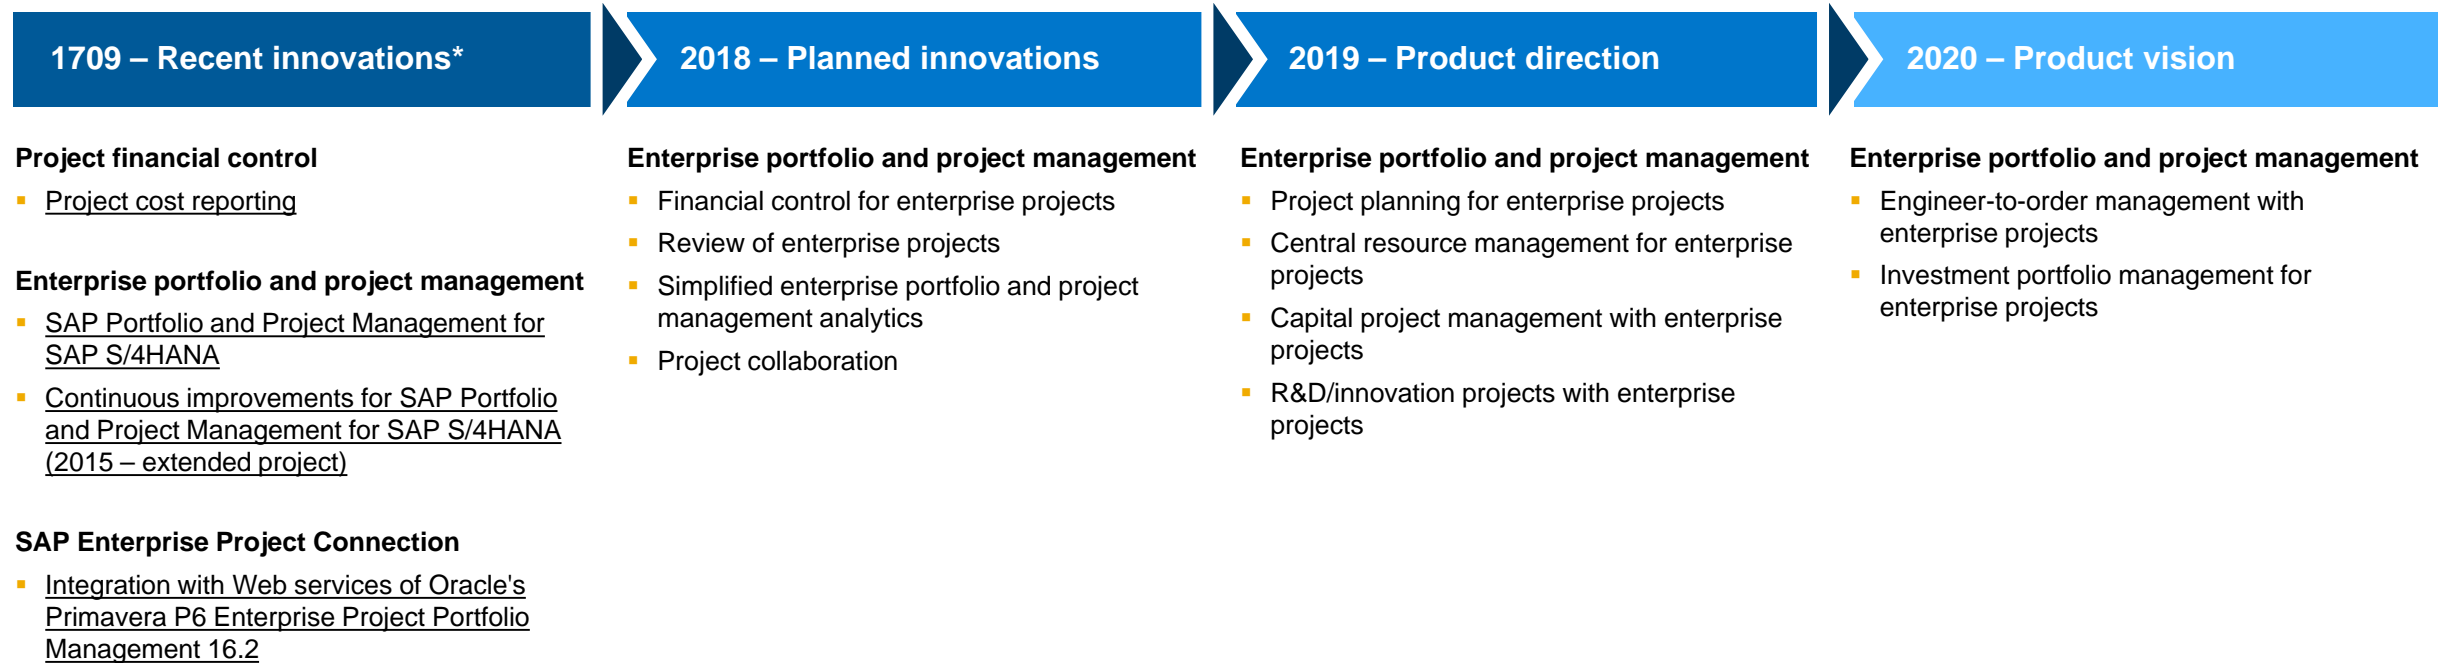 1709 – Recent innovations*
2018 – Planned innovations
2019 – Product direction
2020 – Product vision
Project financial control
▪ Project cost reporting
Enterprise portfolio and project management
▪ SAP Portfolio and Project Management for
SAP S/4HANA
▪ Continuous improvements for SAP Portfolio
and Project Management for SAP S/4HANA
(2015 – extended project)
SAP Enterprise Project Connection
▪ Integration with Web services of Oracle's
Primavera P6 Enterprise Project Portfolio
Management 16.2
Enterprise portfolio and project management
▪ Financial control for enterprise projects
▪ Review of enterprise projects
▪ Simplified enterprise portfolio and project
management analytics
▪ Project collaboration
Enterprise portfolio and project management
▪ Project planning for enterprise projects
▪ Central resource management for enterprise
projects
▪ Capital project management with enterprise
projects
▪ R&D/innovation projects with enterprise
projects
Enterprise portfolio and project management
▪ Engineer-to-order management with
enterprise projects
▪ Investment portfolio management for
enterprise projects